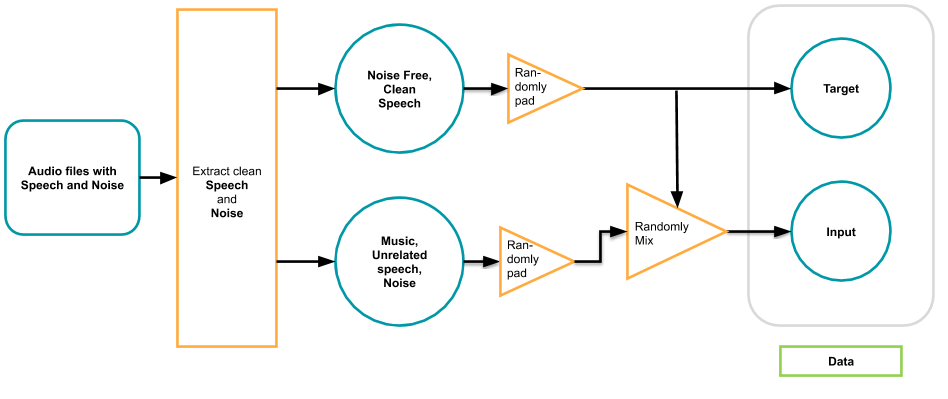 Audio files with
Speech and Noise
Extract clean
Speech
and
Noise
Noise Free,
Clean
Speech
Ran-
domly
pad
Target
Music,
Unrelated
speech,
Noise
Ran-
domly
pad
Randomly
Mix
Input
Data